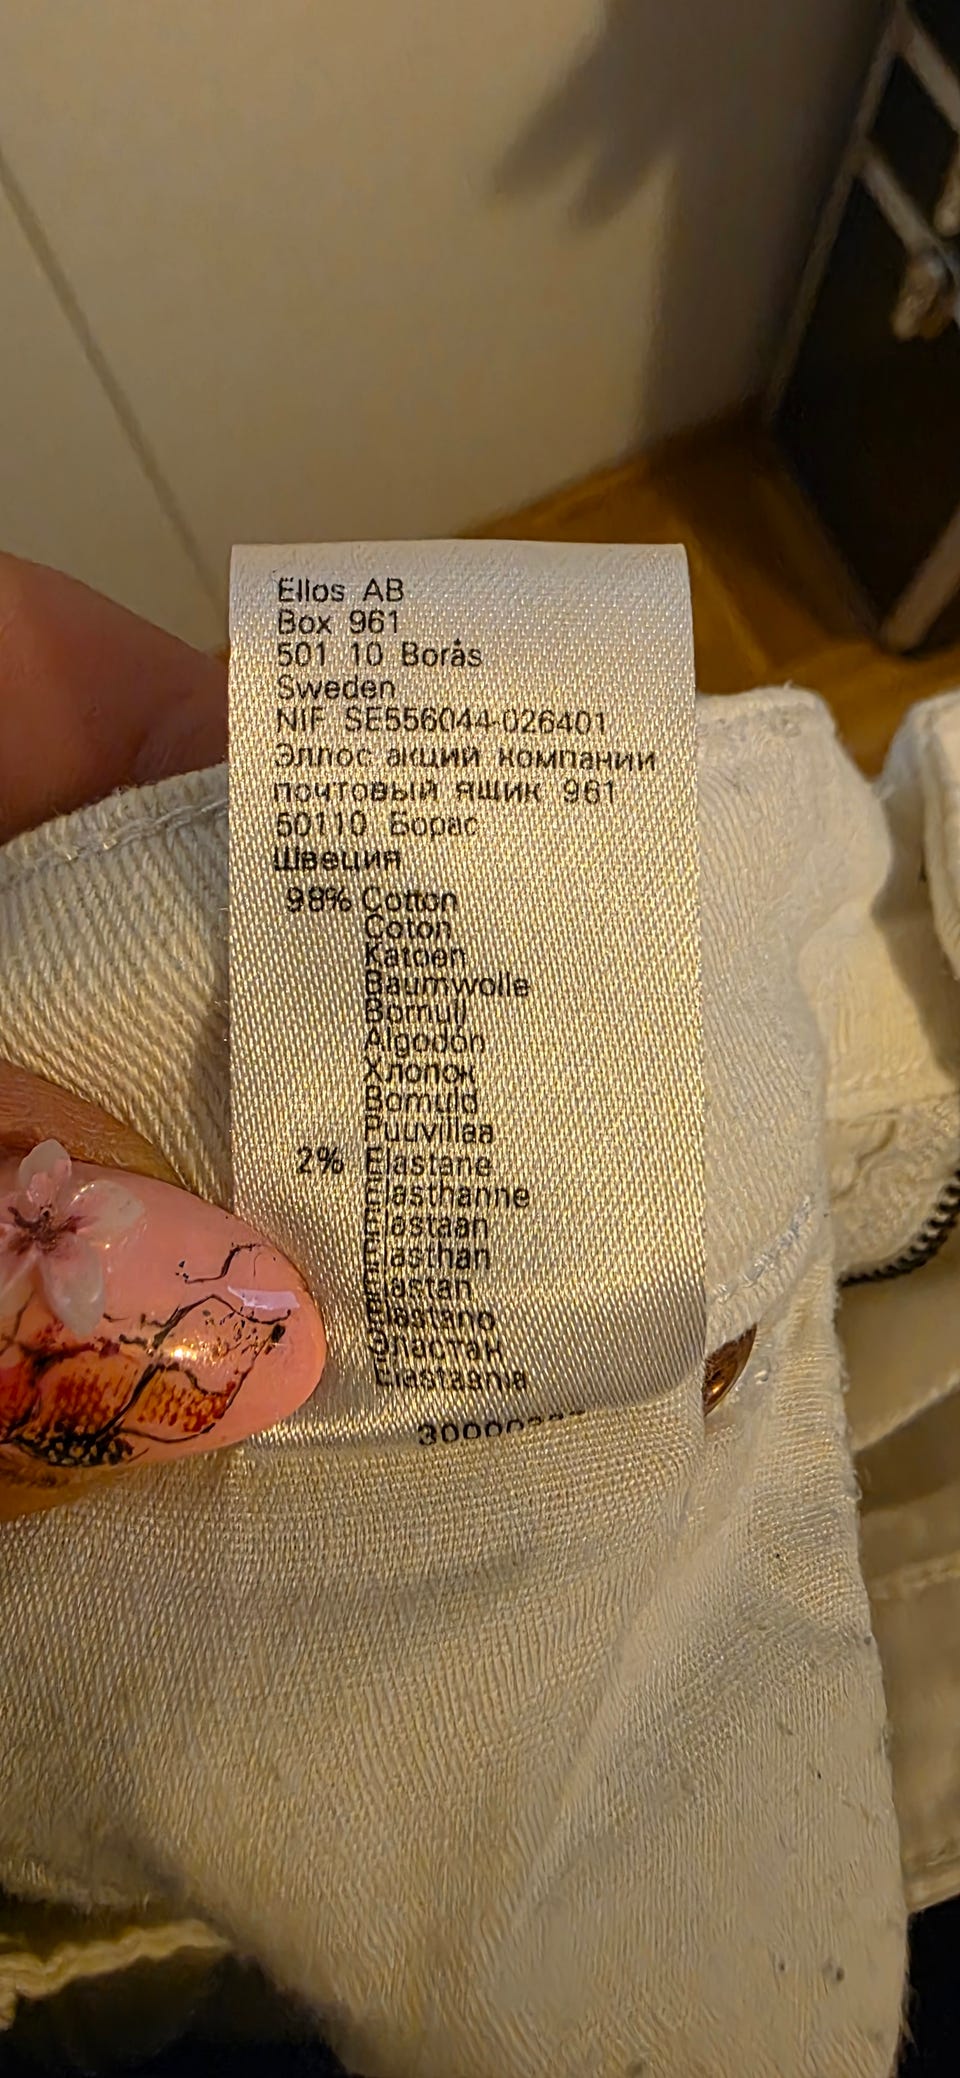 Ellos AB
Box 961
501 10 Borås
Sweden
NIF SE556044-026401
Эллос акций компании
почтовый ящик 961
50110 Борас
Швеция
98% Cotton
Coton
Katoen
Baumwolle
Bomull
Algodón
Хлопок
Bomuld
Puuvillaa
2% Elastane
Elasthanne
Elastaan
Elasthan
Elastan
Elastano
Эластан
Elastaania